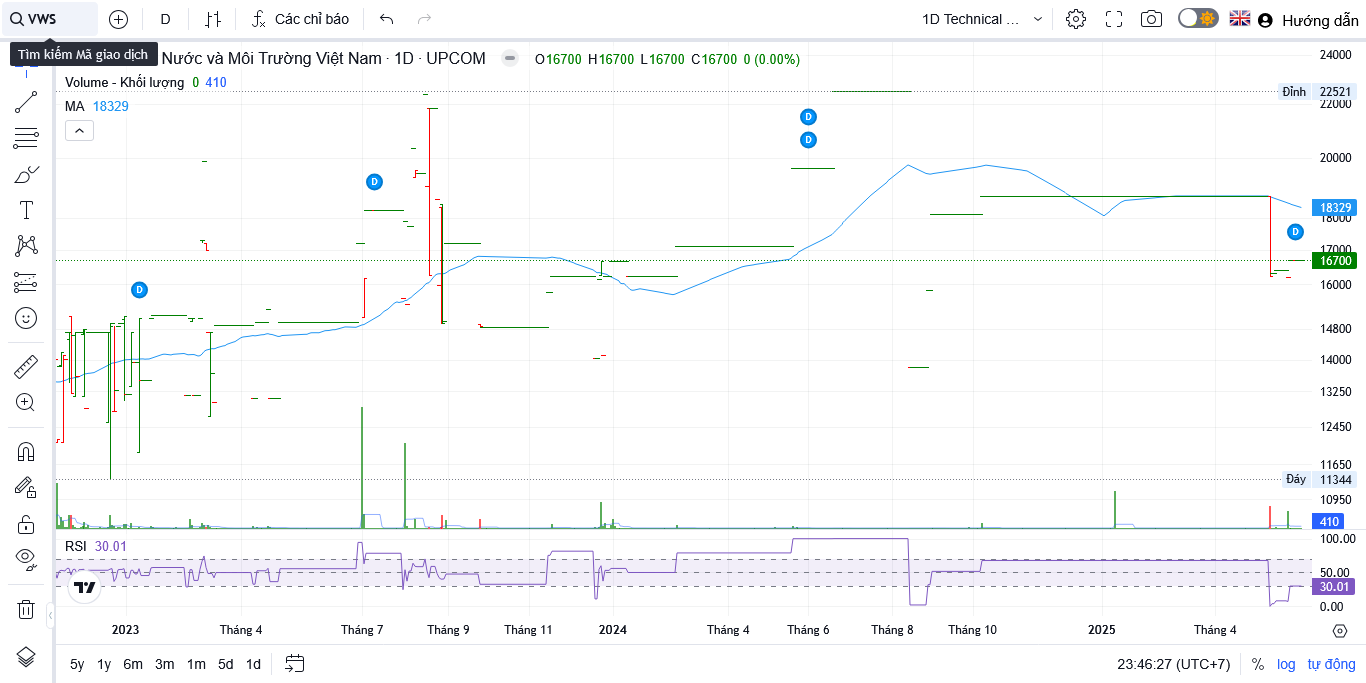 VWS
D
Các chỉ báo
1D Technical ...
Hướng dẫn
Tìm kiếm Mã giao dịch
Nước và Môi Trường Việt Nam · 1D · UPCOM
O16700 H16700 L16700 C16700 0 (0.00%)
Volume - Khối lượng 0 410
MA 18329
24000
Đỉnh 22521
22000
20000
18329
18000
17000
16700
16000
14800
14000
13250
12450
11650
Đáy 11344
10950
410
D
D
D
D
D
RSI 30.01
100.00
50.00
30.01
0.00
2023 Tháng 4 Tháng 7 Tháng 9 Tháng 11 2024 Tháng 4 Tháng 6 Tháng 8 Tháng 10 2025 Tháng 4
5y 1y 6m 3m 1m 5d 1d
23:46:27 (UTC+7) % log tự động